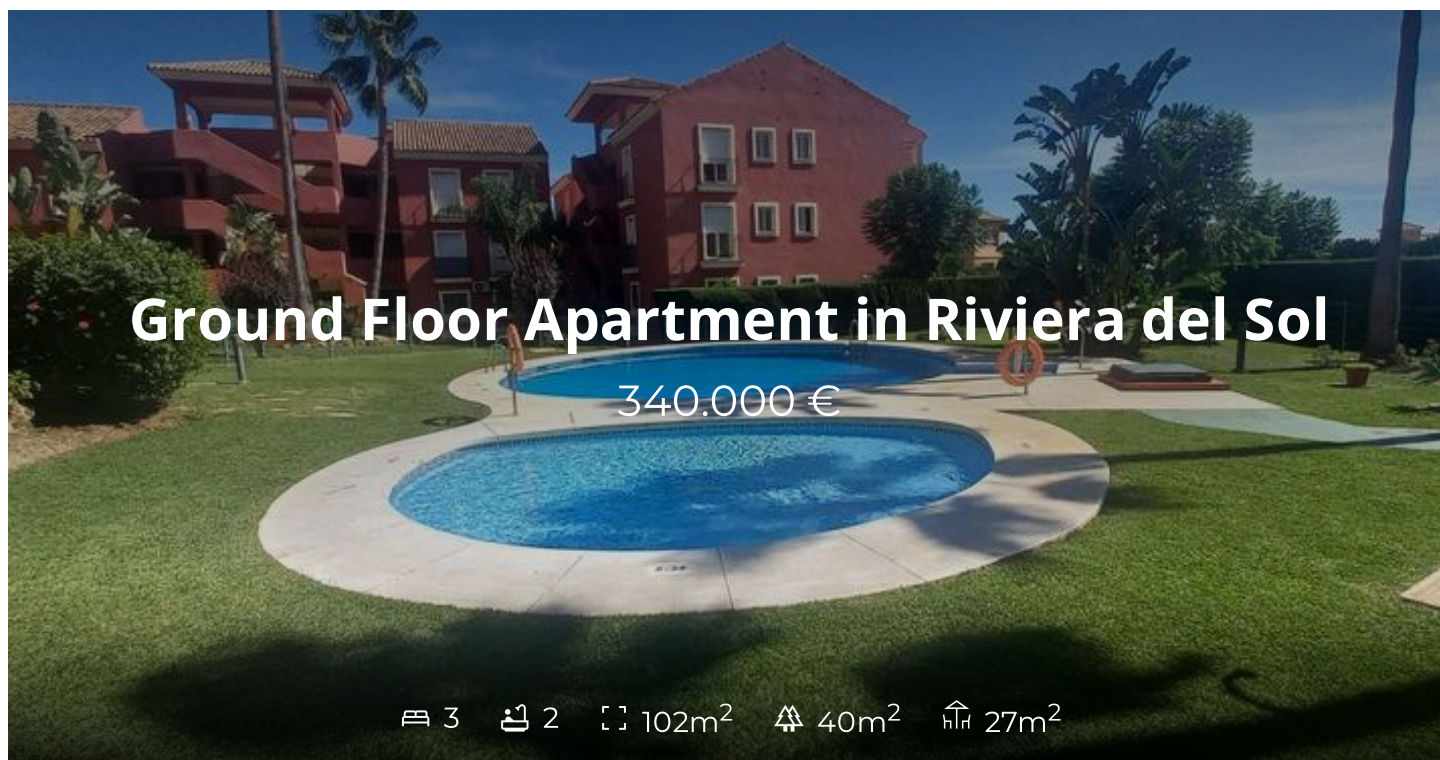 Ground Floor Apartment in Riviera del Sol
340.000 €
3 2 102m² 40m² 27m²